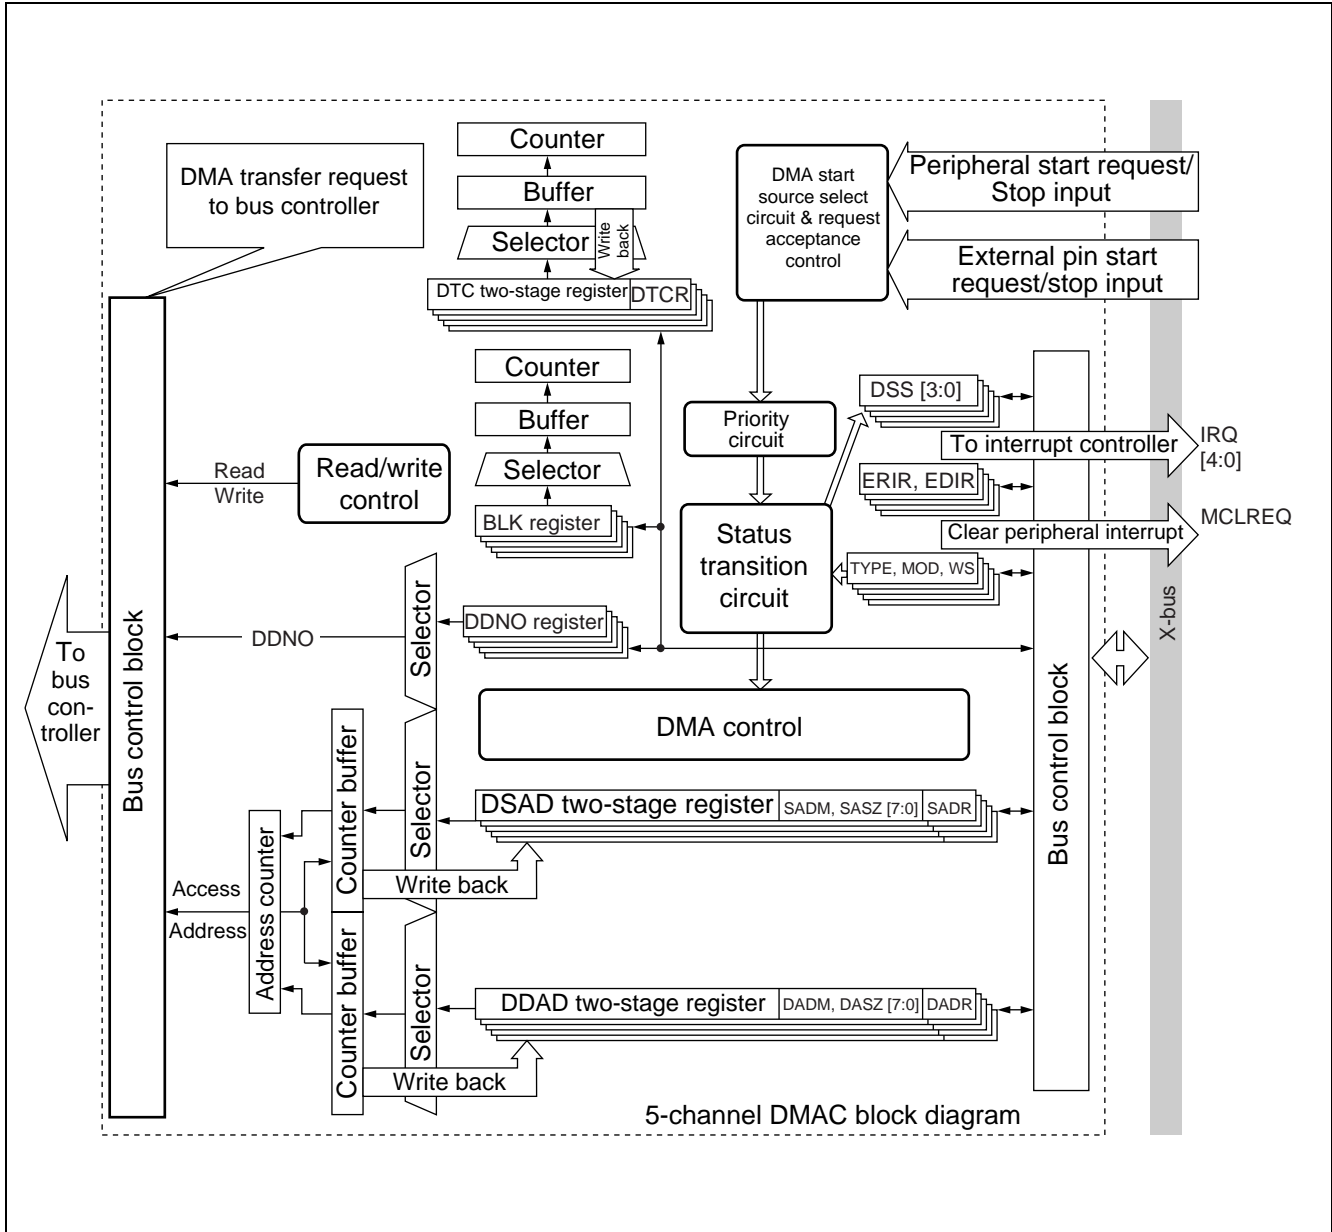 Counter
Buffer
Selector
Write
back
DTC two-stage register
DTCR
DMA transfer request
to bus controller
DMA start
source select
circuit & request
acceptance
control
Peripheral start request/
Stop input
External pin start
request/stop input
Counter
Buffer
Selector
BLK register
Priority
circuit
DSS [3:0]
To interrupt controller
IRQ
[4:0]
ERIR, EDIR
Clear peripheral interrupt
MCLREQ
TYPE, MOD, WS
Read
Write
Read/write
control
Status
transition
circuit
X-bus
To
bus
con-
troller
Bus control block
DDNO
Selector
DDNO register
DMA control
Bus control block
Counter buffer
Selector
DSAD two-stage register
SADM, SASZ [7:0]
SADR
Write back
Access
Address
Address counter
Counter buffer
Selector
DDAD two-stage register
DADM, DASZ [7:0]
DADR
Write back
5-channel DMAC block diagram